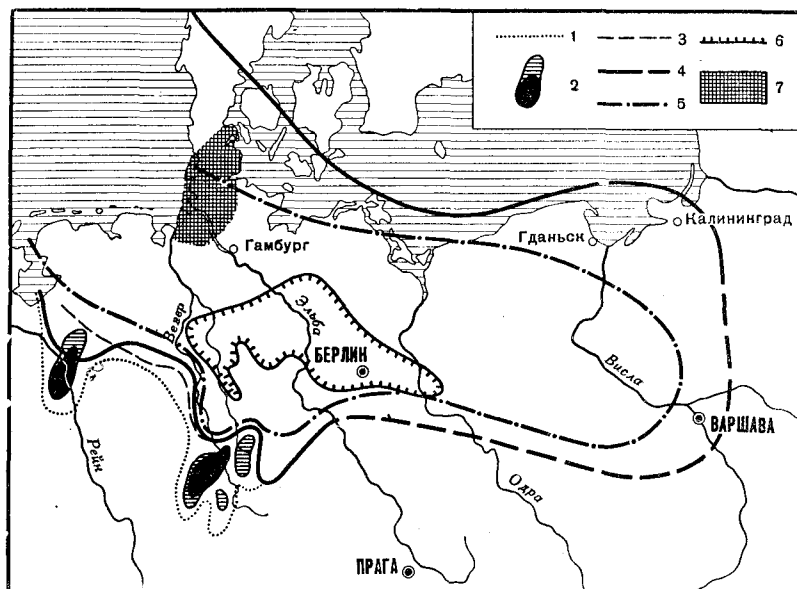 1
2
3
4
5
6
7
Калининград
Гданьск
Гамбург
Везер
Эльба
БЕРЛИН
Висла
ВАРШАВА
Рейн
Одра
ПРАГА